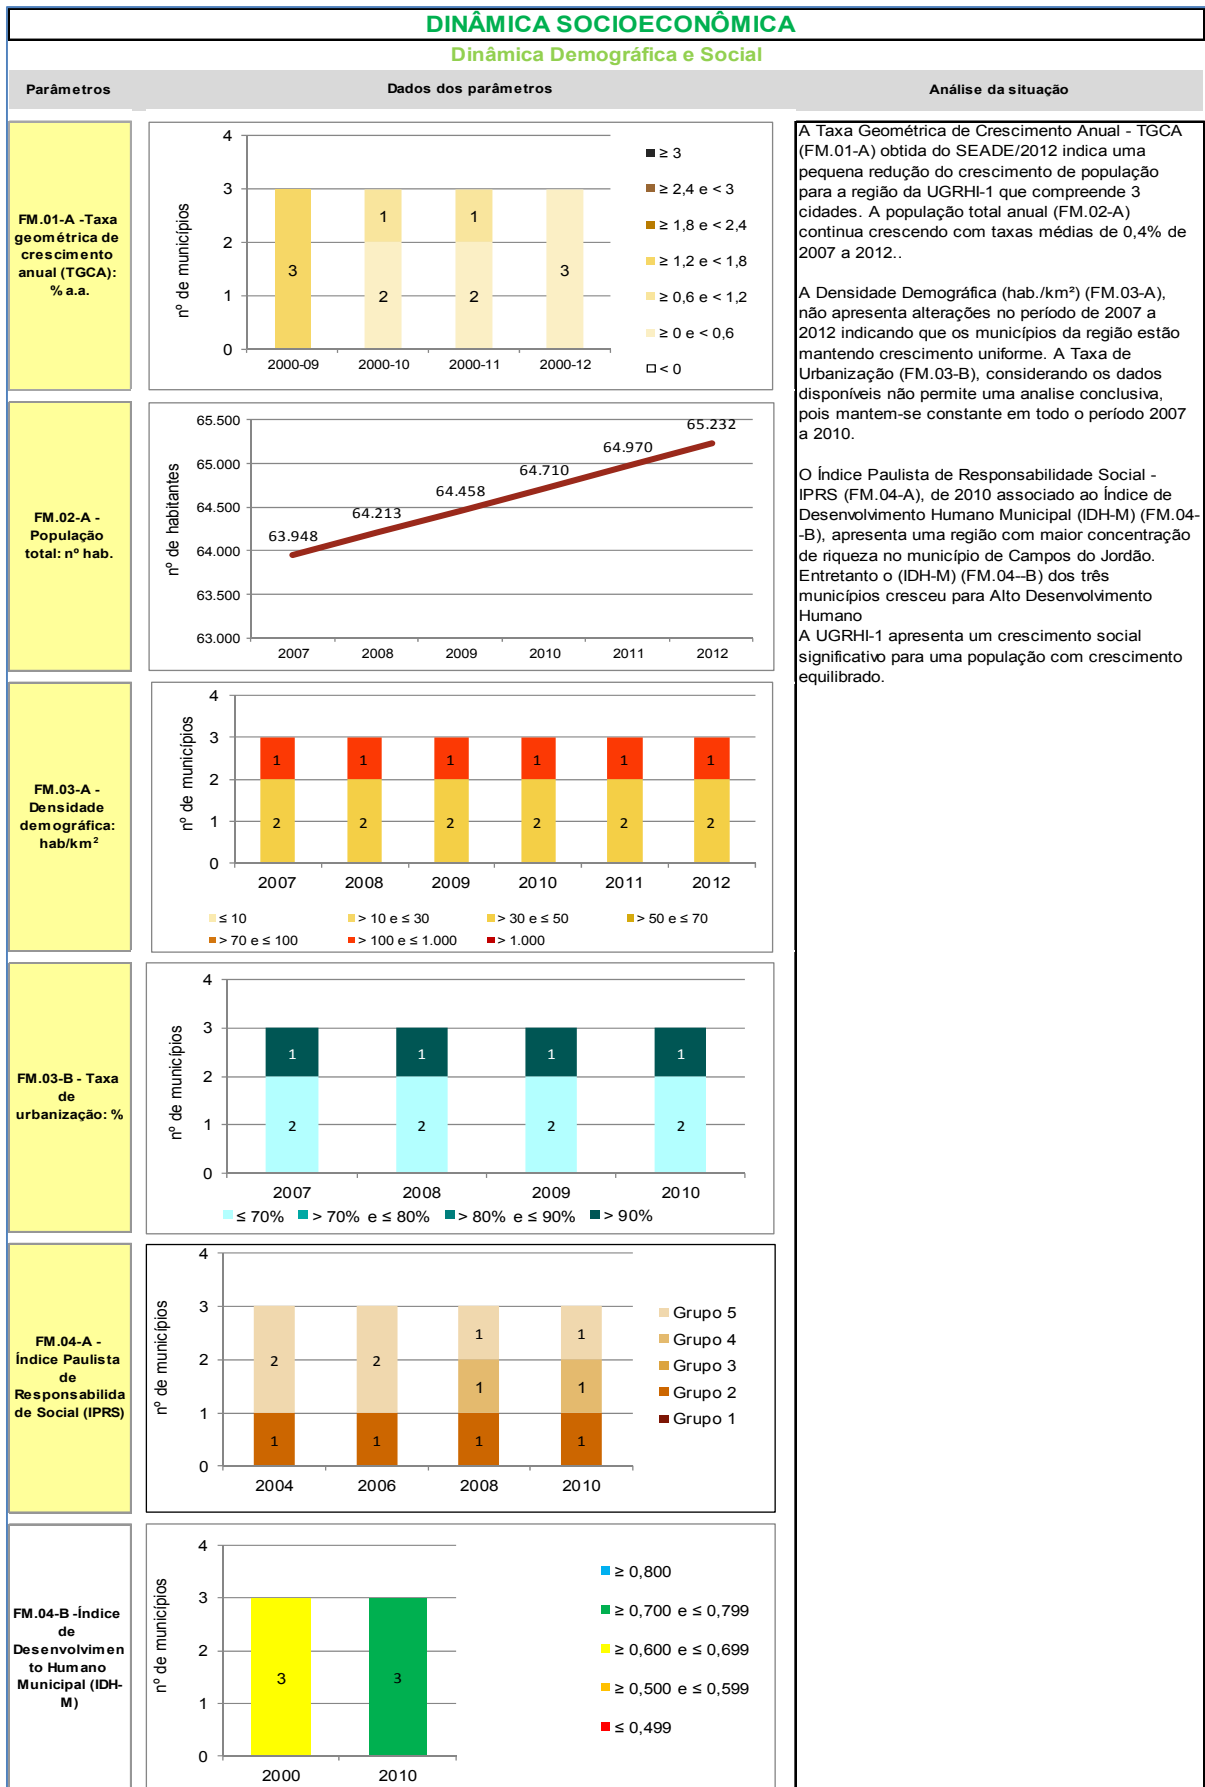 DINÂMICA SOCIOECONÔMICA
Dinâmica Demográfica e Social
Parâmetros
Dados dos parâmetros
Análise da situação
FM.01-A -Taxa
geométrica de
crescimento
anual (TGCA):
% a.a.
nº de municípios
4
3
2
1
0
3
1
2
1
2
3
2000-09
2000-10
2000-11
2000-12
≥ 3
≥ 2,4 e < 3
≥ 1,8 e < 2,4
≥ 1,2 e < 1,8
≥ 0,6 e < 1,2
≥ 0 e < 0,6
< 0
FM.02-A -
População
total: nº hab.
nº de habitantes
65.500
65.000
64.500
64.000
63.500
63.000
63.948
64.213
64.458
64.710
64.970
65.232
2007
2008
2009
2010
2011
2012
FM.03-A -
Densidade
demográfica:
hab/km²
nº de municípios
4
3
2
1
0
1
1
1
1
1
1
2
2
2
2
2
2
2007
2008
2009
2010
2011
2012
≤ 10
> 10 e ≤ 30
> 30 e ≤ 50
> 50 e ≤ 70
> 70 e ≤ 100
> 100 e ≤ 1.000
> 1.000
FM.03-B - Taxa
de
urbanização: %
nº de municípios
4
3
2
1
0
1
1
1
1
2
2
2
2
2007
2008
2009
2010
≤ 70%
> 70% e ≤ 80%
> 80% e ≤ 90%
> 90%
FM.04-A -
Índice Paulista
de
Responsabilida
de Social (IPRS)
nº de municípios
4
3
2
1
0
2
2
1
1
1
1
1
1
1
1
2004
2006
2008
2010
Grupo 5
Grupo 4
Grupo 3
Grupo 2
Grupo 1
FM.04-B -Índice
de
Desenvolvimen
to Humano
Municipal (IDH-
M)
nº de municípios
4
3
2
1
0
3
3
2000
2010
≥ 0,800
≥ 0,700 e ≤ 0,799
≥ 0,600 e ≤ 0,699
≥ 0,500 e ≤ 0,599
≤ 0,499
A Taxa Geométrica de Crescimento Anual - TGCA
(FM.01-A) obtida do SEADE/2012 indica uma
pequena redução do crescimento de população
para a região da UGRHI-1 que compreende 3
cidades. A população total anual (FM.02-A)
continua crescendo com taxas médias de 0,4% de
2007 a 2012..
A Densidade Demográfica (hab./km²) (FM.03-A),
não apresenta alterações no período de 2007 a
2012 indicando que os municípios da região estão
mantendo crescimento uniforme. A Taxa de
Urbanização (FM.03-B), considerando os dados
disponíveis não permite uma analise conclusiva,
pois mantem-se constante em todo o período 2007
a 2010.
O Índice Paulista de Responsabilidade Social -
IPRS (FM.04-A), de 2010 associado ao Índice de
Desenvolvimento Humano Municipal (IDH-M) (FM.04-
-B), apresenta uma região com maior concentração
de riqueza no município de Campos do Jordão.
Entretanto o (IDH-M) (FM.04--B) dos três
municípios cresceu para Alto Desenvolvimento
Humano
A UGRHI-1 apresenta um crescimento social
significativo para uma população com crescimento
equilibrado.